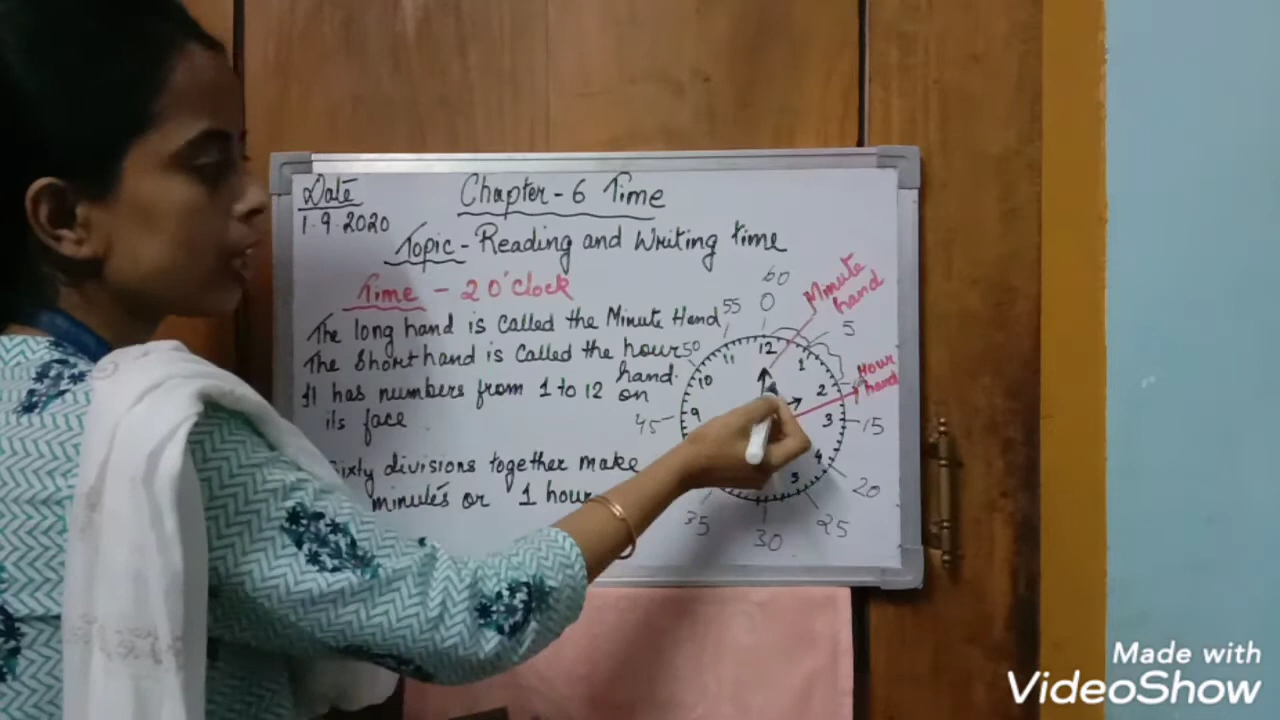 Date
1.9.2020
Chapter - 6 Time
Topic - Reading and Writing time
Time - 2 O'Clock
The long hand is called the Minute Hand
The Short hand is Called the hour
hand.
It has numbers from 1 to 12 on
its face
Sixty divisions together make
minutes or 1 hour
60
0
5
15
20
25
30
35
45
50
55
Minute
hand
Hour
hand
12
1
2
3
4
5
9
10
11
Made with
VideoShow